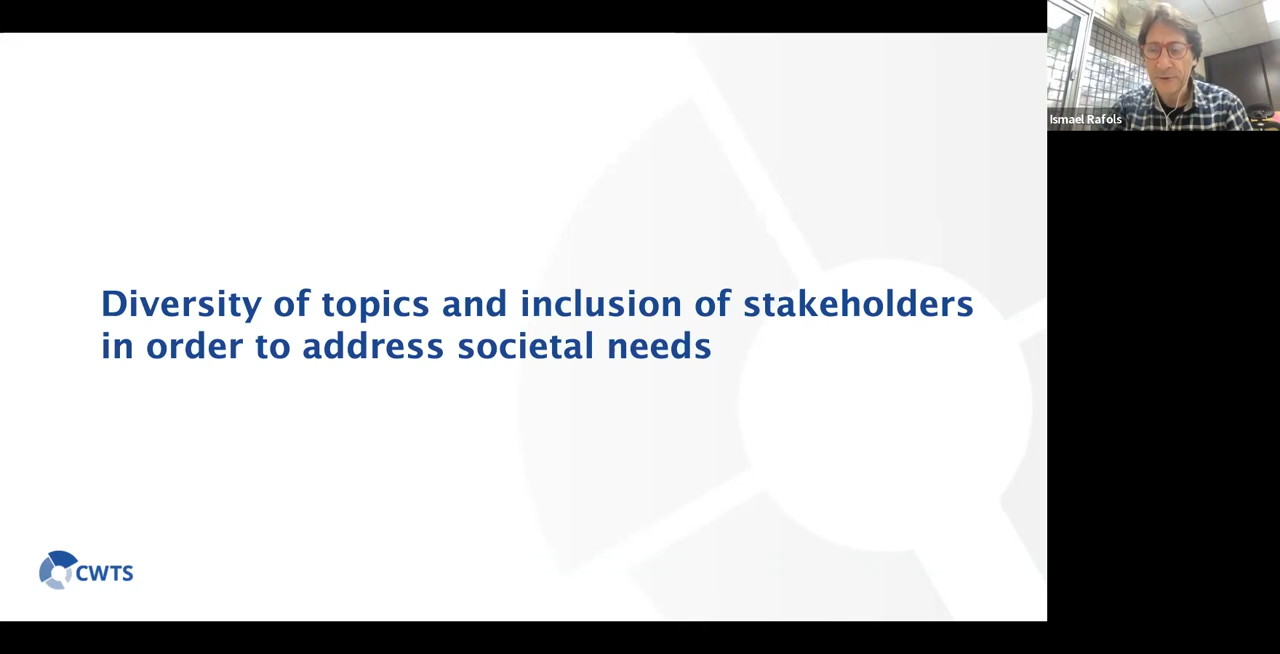 Ismael Rafols
Diversity of topics and inclusion of stakeholders
in order to address societal needs
CWTS